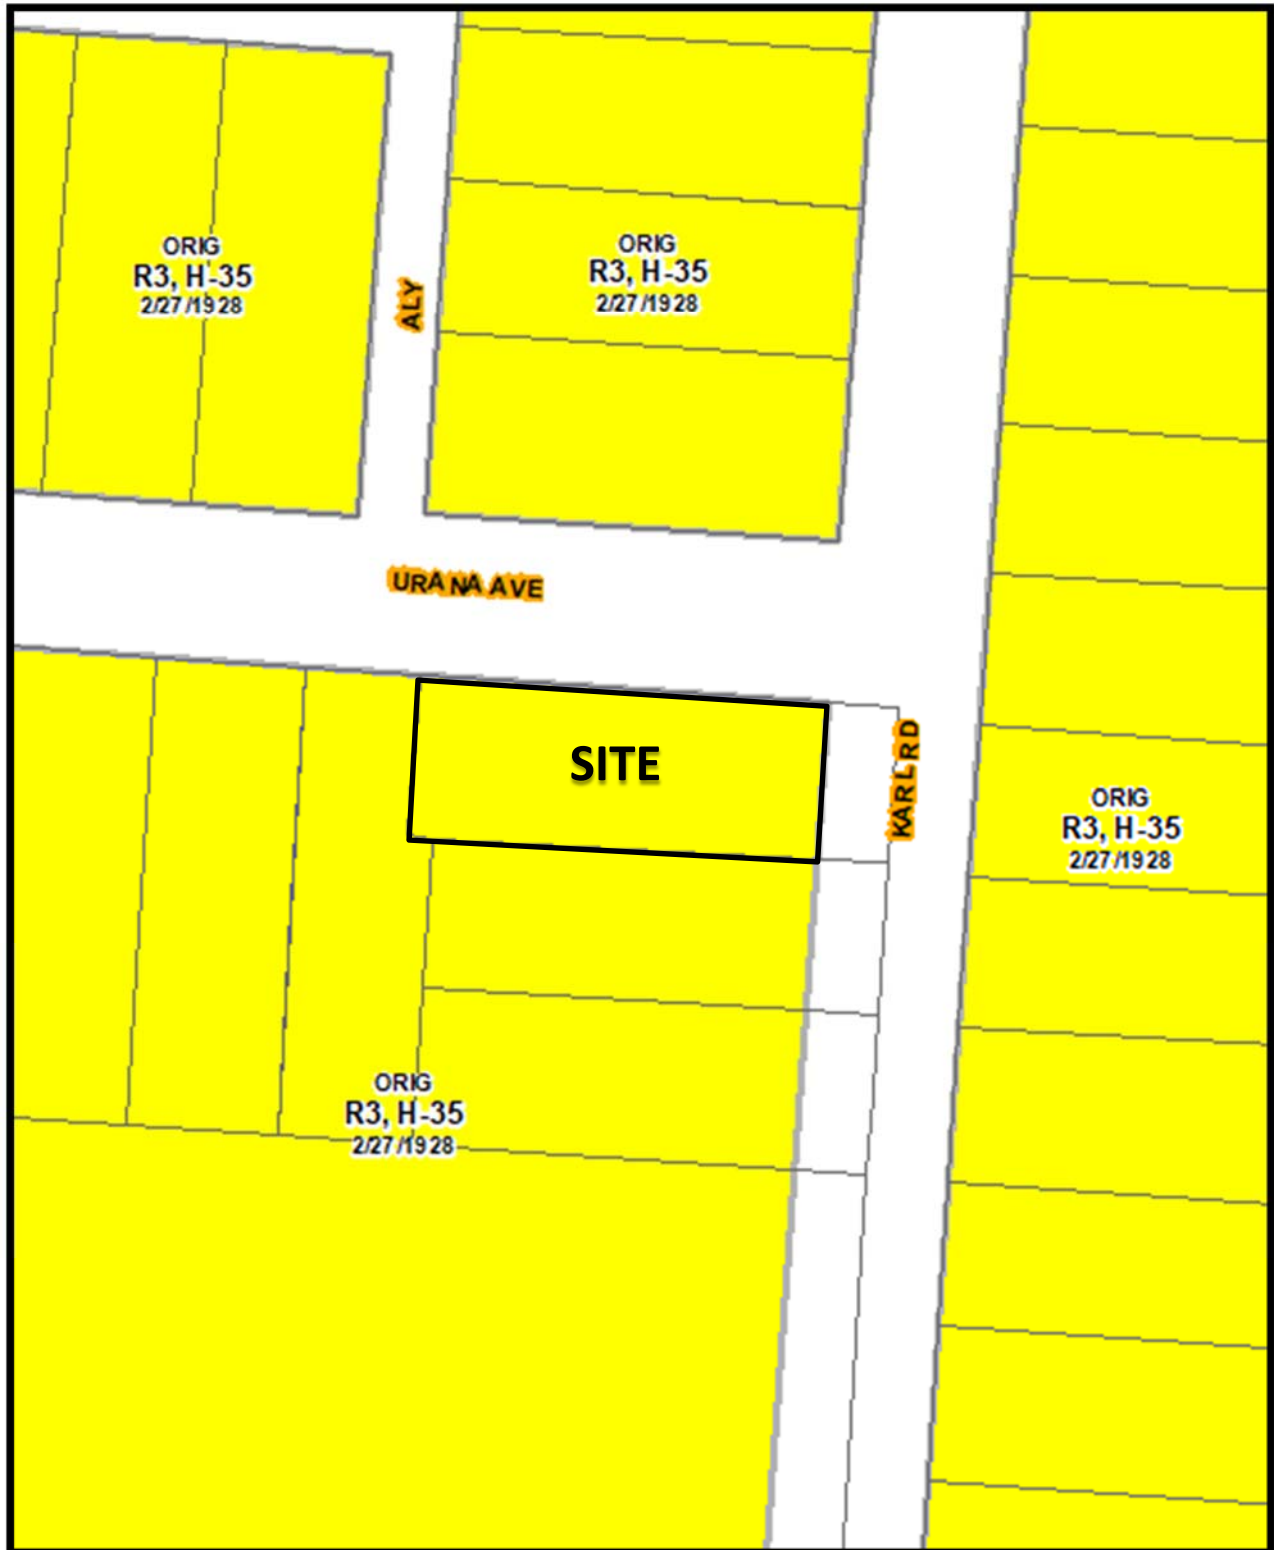 ORIG
R3, H-35
2/27/1928
ORIG
R3, H-35
2/27/1928
ALY
URANA AVE
SITE
KARL RD
ORIG
R3, H-35
2/27/1928
ORIG
R3, H-35
2/27/1928